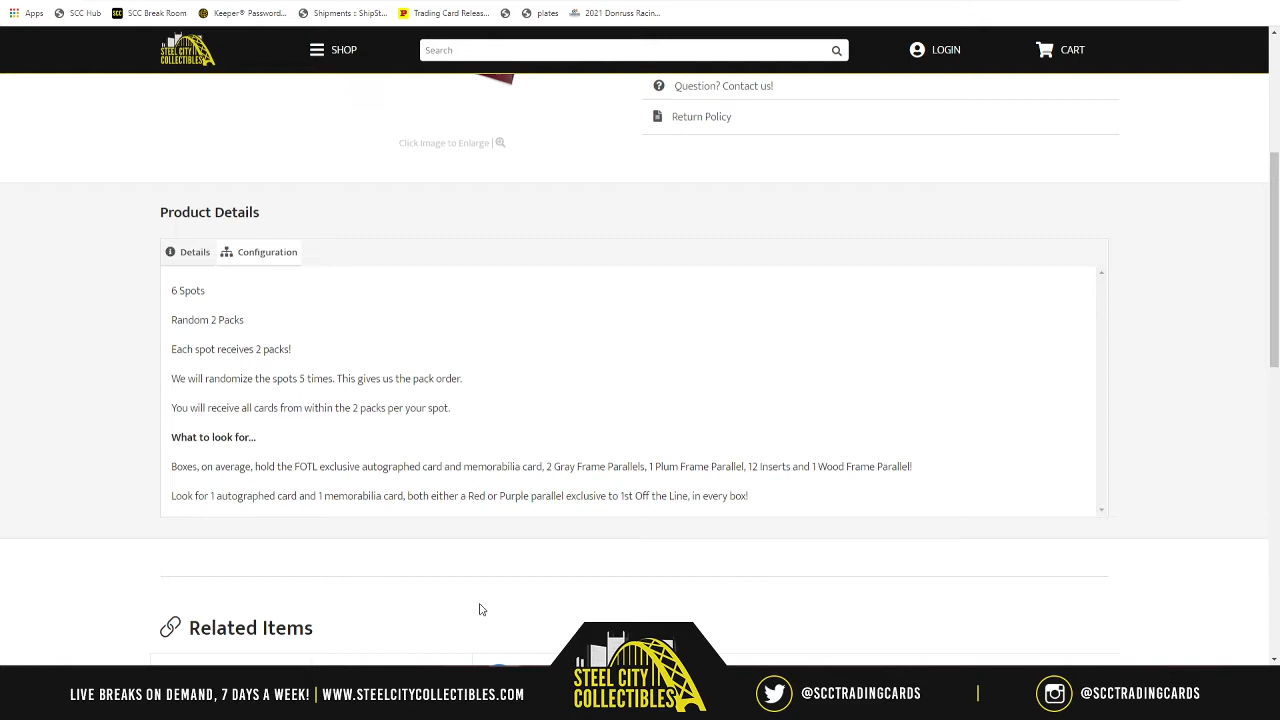 Apps SCC Hub SCC Break Room Keeper® Password... Shipments :: ShipSt... Trading Card Releas... plates 2021 Donruss Racin...
STEEL CITY
COLLECTIBLES
SHOP
Search
LOGIN
CART
Question? Contact us!
Return Policy
Click Image to Enlarge |
Product Details
Details Configuration
6 Spots
Random 2 Packs
Each spot receives 2 packs!
We will randomize the spots 5 times. This gives us the pack order.
You will receive all cards from within the 2 packs per your spot.
What to look for...
Boxes, on average, hold the FOTL exclusive autographed card and memorabilia card, 2 Gray Frame Parallels, 1 Plum Frame Parallel, 12 Inserts and 1 Wood Frame Parallel!
Look for 1 autographed card and 1 memorabilia card, both either a Red or Purple parallel exclusive to 1st Off the Line, in every box!
Related Items
LIVE BREAKS ON DEMAND, 7 DAYS A WEEK! | WWW.STEELCITYCOLLECTIBLES.COM
STEEL CITY
COLLECTIBLES
@SCCTRADINGCARDS | @SCCTRADINGCARDS